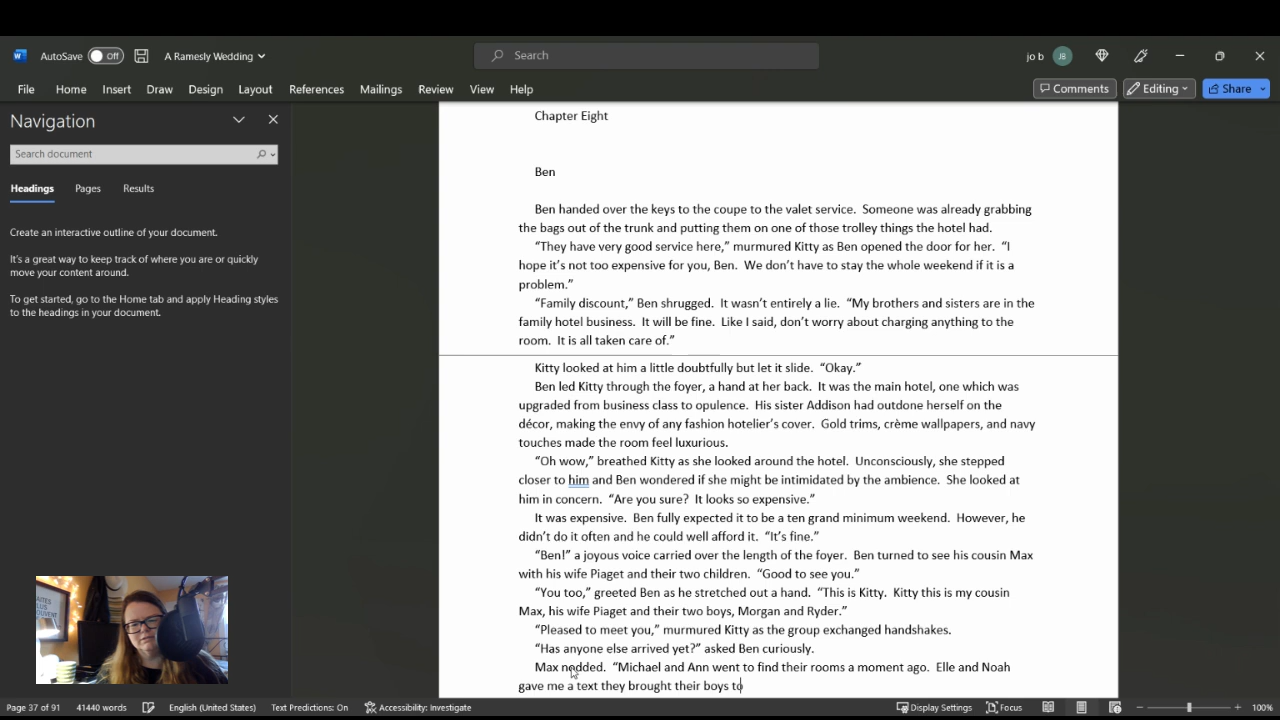 AutoSave Off A Ramesly Wedding Search jo b JB
File Home Insert Draw Design Layout References Mailings Review View Help Comments Editing Share
Navigation
Search document
Headings Pages Results
Create an interactive outline of your document.
It's a great way to keep track of where you are or quickly
move your content around.
To get started, go to the Home tab and apply Heading styles
to the headings in your document.
Chapter Eight
Ben
Ben handed over the keys to the coupe to the valet service.  Someone was already grabbing
the bags out of the trunk and putting them on one of those trolley things the hotel had.
“They have very good service here,” murmured Kitty as Ben opened the door for her.  “I
hope it’s not too expensive for you, Ben.  We don’t have to stay the whole weekend if it is a
problem.”
“Family discount,” Ben shrugged.  It wasn’t entirely a lie.  “My brothers and sisters are in the
family hotel business.  It will be fine.  Like I said, don’t worry about charging anything to the
room.  It is all taken care of.”
Kitty looked at him a little doubtfully but let it slide.  “Okay.”
Ben led Kitty through the foyer, a hand at her back.  It was the main hotel, one which was
upgraded from business class to opulence.  His sister Addison had outdone herself on the
décor, making the envy of any fashion hotelier’s cover.  Gold trims, crème wallpapers, and navy
touches made the room feel luxurious.
“Oh wow,” breathed Kitty as she looked around the hotel.  Unconsciously, she stepped
closer to him and Ben wondered if she might be intimidated by the ambience.  She looked at
him in concern.  “Are you sure?  It looks so expensive.”
It was expensive.  Ben fully expected it to be a ten grand minimum weekend.  However, he
didn’t do it often and he could well afford it.  “It’s fine.”
“Ben!” a joyous voice carried over the length of the foyer.  Ben turned to see his cousin Max
with his wife Piaget and their two children.  “Good to see you.”
“You too,” greeted Ben as he stretched out a hand.  “This is Kitty.  Kitty this is my cousin
Max, his wife Piaget and their two boys, Morgan and Ryder.”
“Pleased to meet you,” murmured Kitty as the group exchanged handshakes.
“Has anyone else arrived yet?” asked Ben curiously.
Max nodded.  “Michael and Ann went to find their rooms a moment ago.  Elle and Noah
gave me a text they brought their boys to
Page 37 of 91 41440 words English (United States) Text Predictions: On Accessibility: Investigate Display Settings Focus 100%